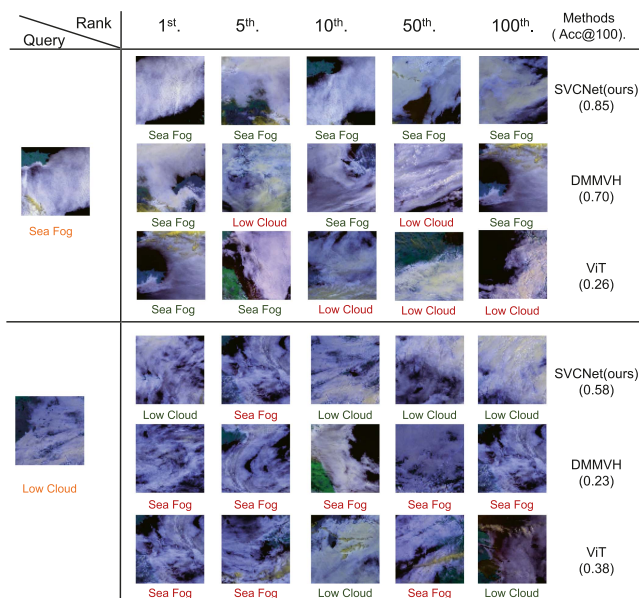 Rank
Query
1st.
5th.
10th.
50th.
100th.
Methods
( Acc@100).
Sea Fog
Sea Fog
Sea Fog
Sea Fog
Sea Fog
SVCNet(ours)
(0.85)
Sea Fog
Sea Fog
Low Cloud
Sea Fog
Low Cloud
Sea Fog
DMMVH
(0.70)
Sea Fog
Sea Fog
Low Cloud
Low Cloud
Low Cloud
ViT
(0.26)
Low Cloud
Sea Fog
Low Cloud
Low Cloud
Low Cloud
SVCNet(ours)
(0.58)
Low Cloud
Sea Fog
Sea Fog
Sea Fog
Sea Fog
Sea Fog
DMMVH
(0.23)
Sea Fog
Sea Fog
Low Cloud
Sea Fog
Low Cloud
ViT
(0.38)